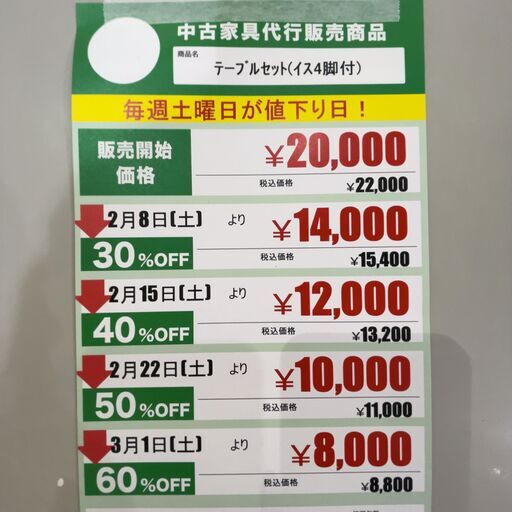 中古家具代行販売商品
商品名
テーブルセット(イス4脚付)
毎週土曜日が値下り日！
販売開始
価格
¥20,000
税込価格 ¥22,000
2月8日(土) より ¥14,000
30%OFF 税込価格 ¥15,400
2月15日(土) より ¥12,000
40%OFF 税込価格 ¥13,200
2月22日(土) より ¥10,000
50%OFF 税込価格 ¥11,000
3月1日(土) より ¥8,000
60%OFF 税込価格 ¥8,800